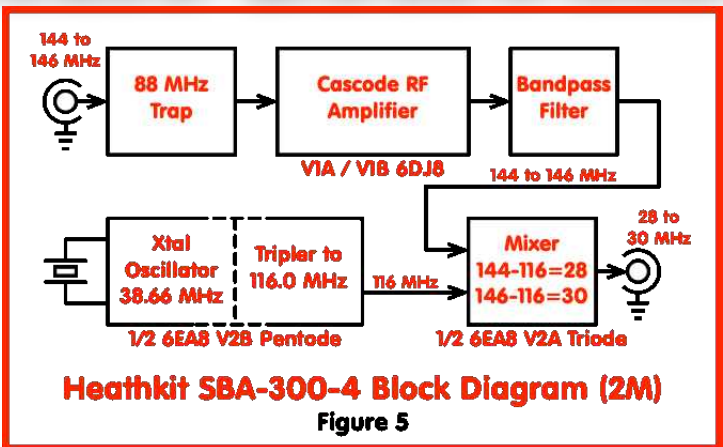 144 to
146 MHz
88 MHz
Trap
Cascode RF
Amplifier
Bandpass
Filter
V1A / V1B 6DJ8
144 to 146 MHz
28 to
30 MHz
Xtal
Oscillator
38.66 MHz
Tripler to
116.0 MHz
116 MHz
Mixer
144-116=28
146-116=30
1/2 6EA8 V2B Pentode
1/2 6EA8 V2A Triode
Heathkit SBA-300-4 Block Diagram (2M)
Figure 5